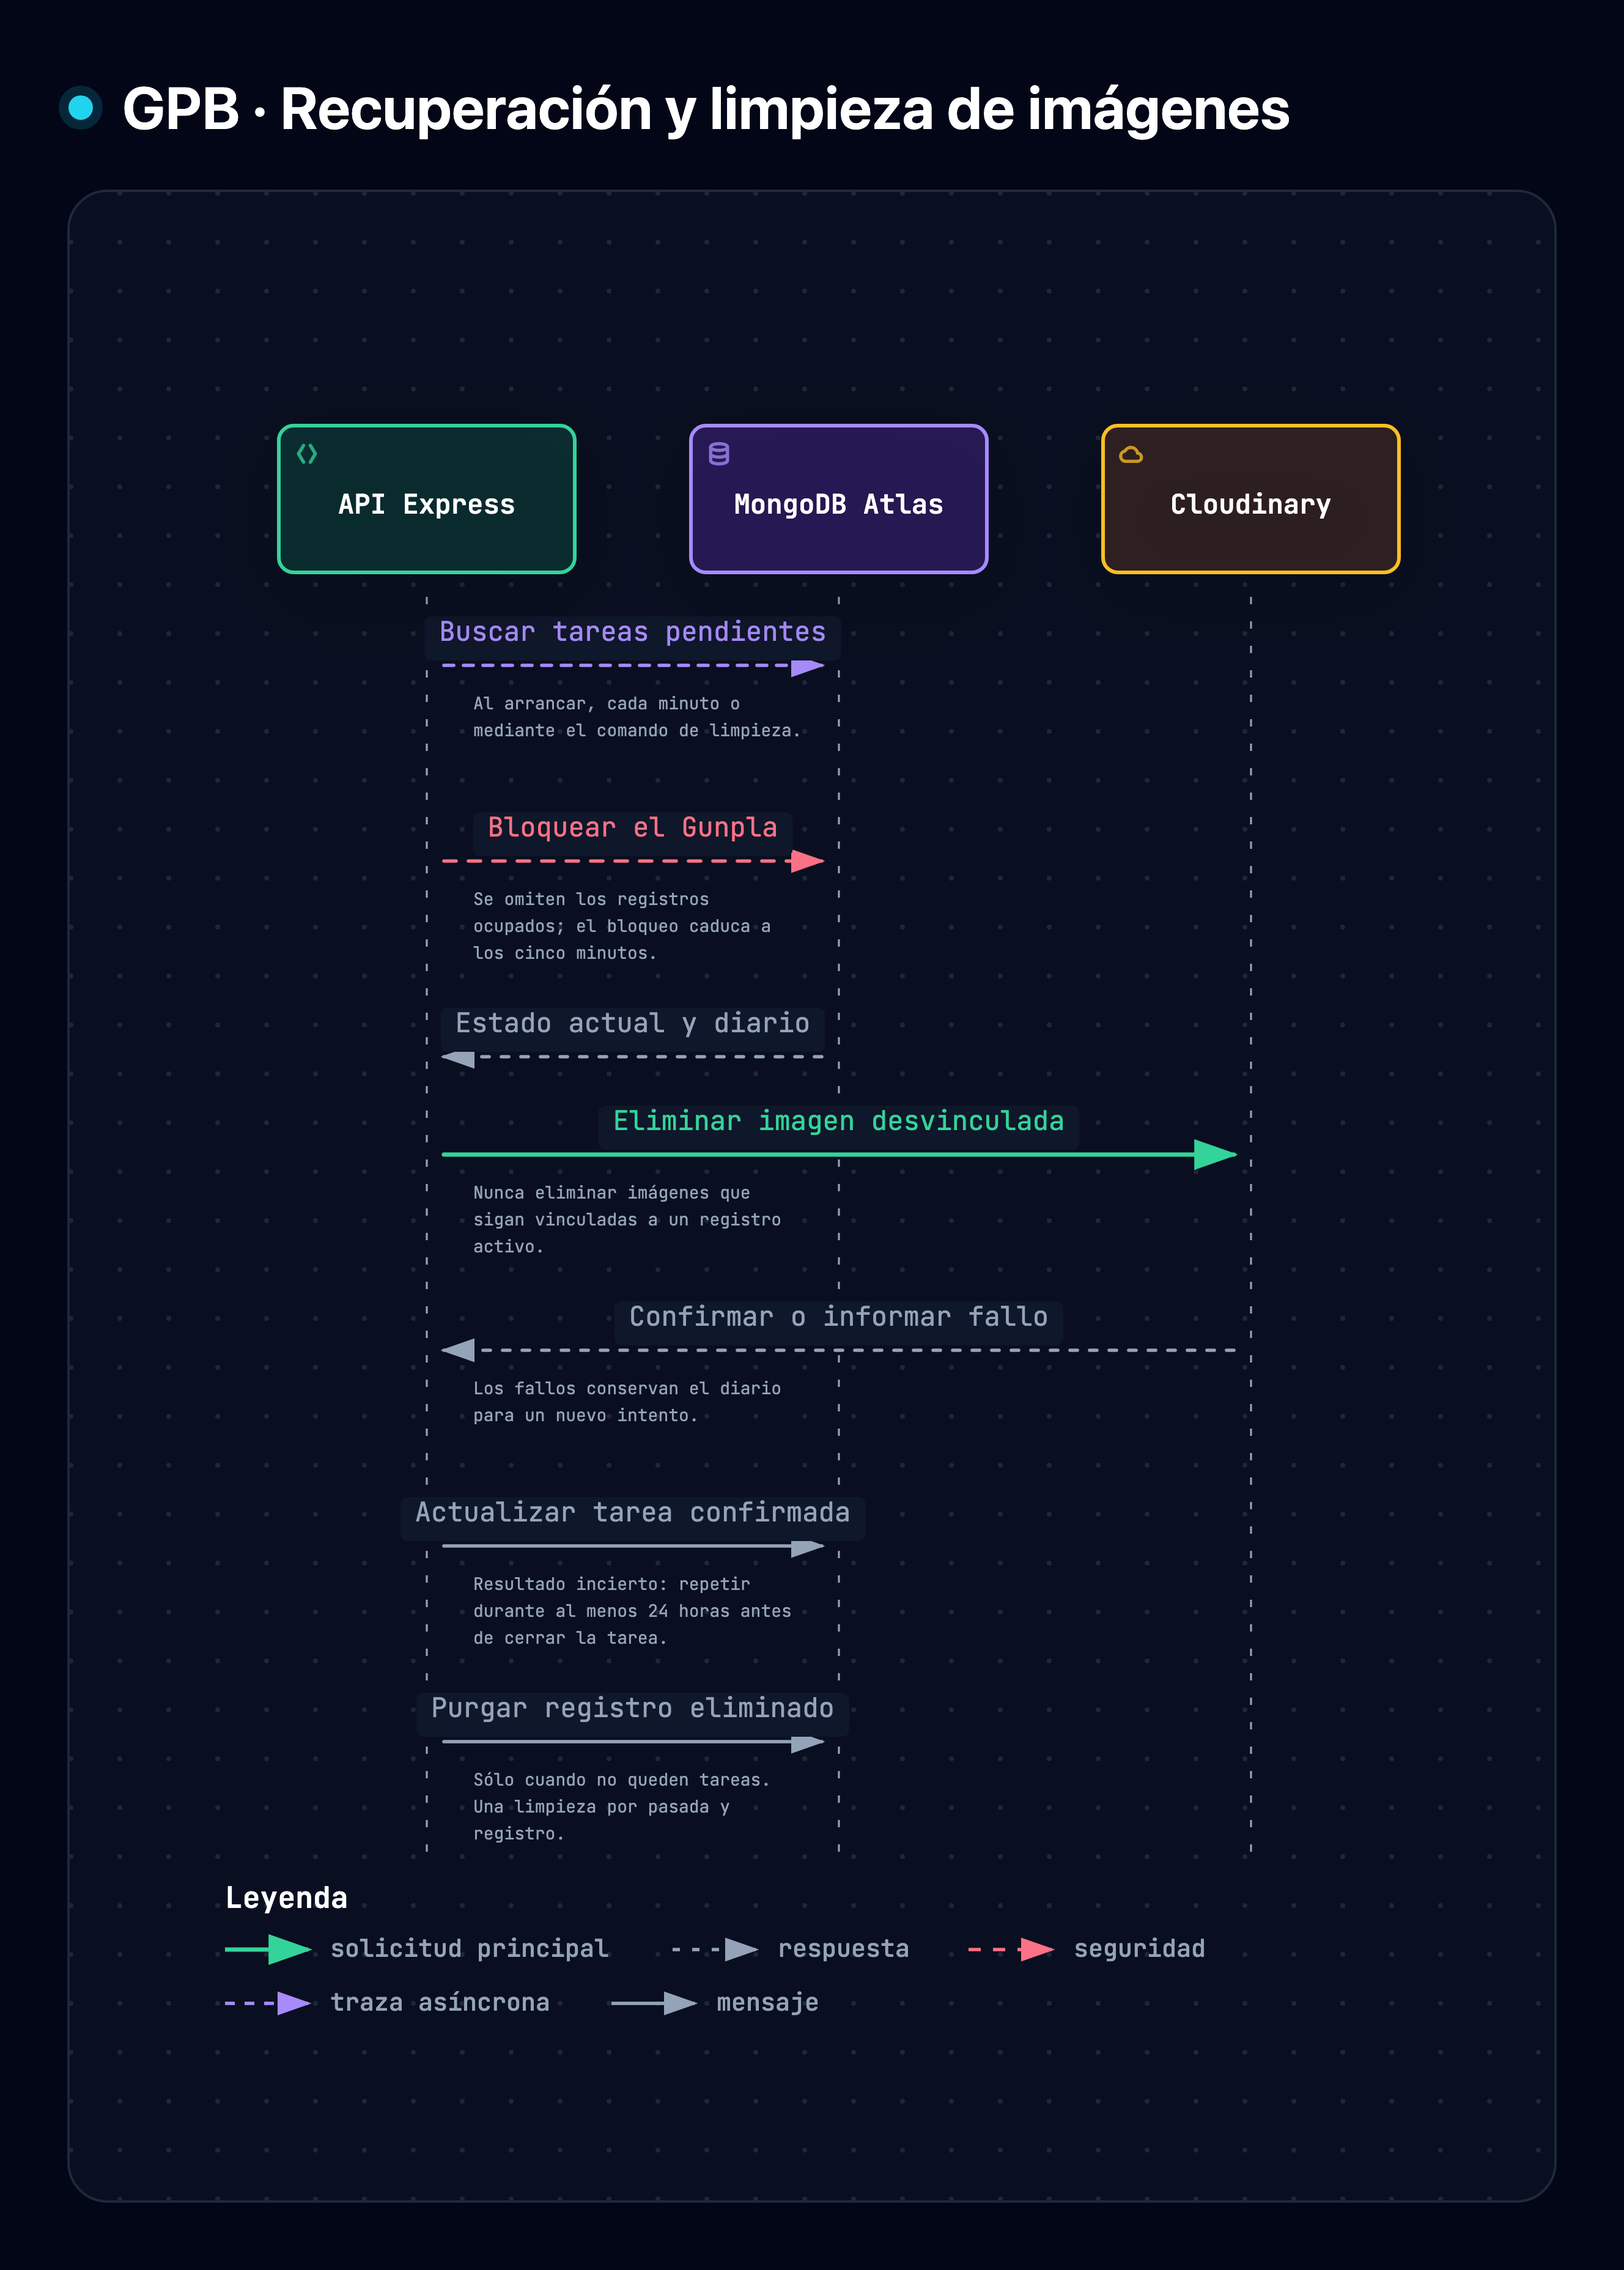 GPB · Recuperación y limpieza de imágenes
API Express
MongoDB Atlas
Cloudinary
Buscar tareas pendientes
Al arrancar, cada minuto o
mediante el comando de limpieza.
Bloquear el Gunpla
Se omiten los registros
ocupados; el bloqueo caduca a
los cinco minutos.
Estado actual y diario
Eliminar imagen desvinculada
Nunca eliminar imágenes que
sigan vinculadas a un registro
activo.
Confirmar o informar fallo
Los fallos conservan el diario
para un nuevo intento.
Actualizar tarea confirmada
Resultado incierto: repetir
durante al menos 24 horas antes
de cerrar la tarea.
Purgar registro eliminado
Sólo cuando no queden tareas.
Una limpieza por pasada y
registro.
Leyenda
solicitud principal
respuesta
seguridad
traza asíncrona
mensaje